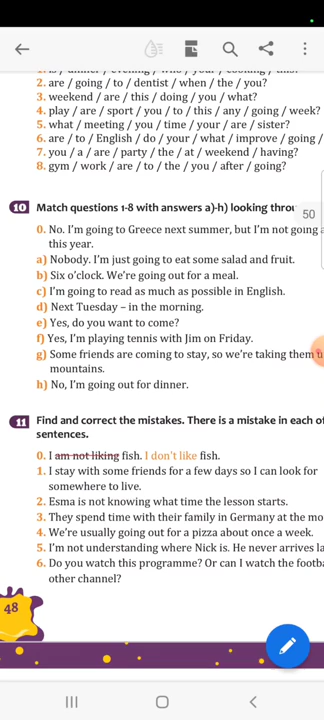 1. is / dinner / evening / who / your / cooking / this?
2. are / going / to / dentist / when / the / you?
3. weekend / are / this / doing / you / what?
4. play / are / sport / you / to / this / any / going / week?
5. what / meeting / you / time / your / are / sister?
6. are / to / English / do / your / what / improve / going /
7. you / a / are / party / the / at / weekend / having?
8. gym / work / are / to / the / you / after / going?
10 Match questions 1-8 with answers a)-h) looking
50
0. No. I'm going to Greece next summer, but I'm not going
this year.
a) Nobody. I'm just going to eat some salad and fruit.
b) Six o'clock. We're going out for a meal.
c) I'm going to read as much as possible in English.
d) Next Tuesday – in the morning.
e) Yes, do you want to come?
f) Yes, I'm playing tennis with Jim on Friday.
g) Some friends are coming to stay, so we're taking them
mountains.
h) No, I'm going out for dinner.
11 Find and correct the mistakes. There is a mistake in each of
sentences.
0. I am not liking fish. I don't like fish.
1. I stay with some friends for a few days so I can look for
somewhere to live.
2. Esma is not knowing what time the lesson starts.
3. They spend time with their family in Germany at the
4. We're usually going out for a pizza about once a week.
5. I'm not understanding where Nick is. He never arrives
6. Do you watch this programme? Or can I watch the
other channel?
48